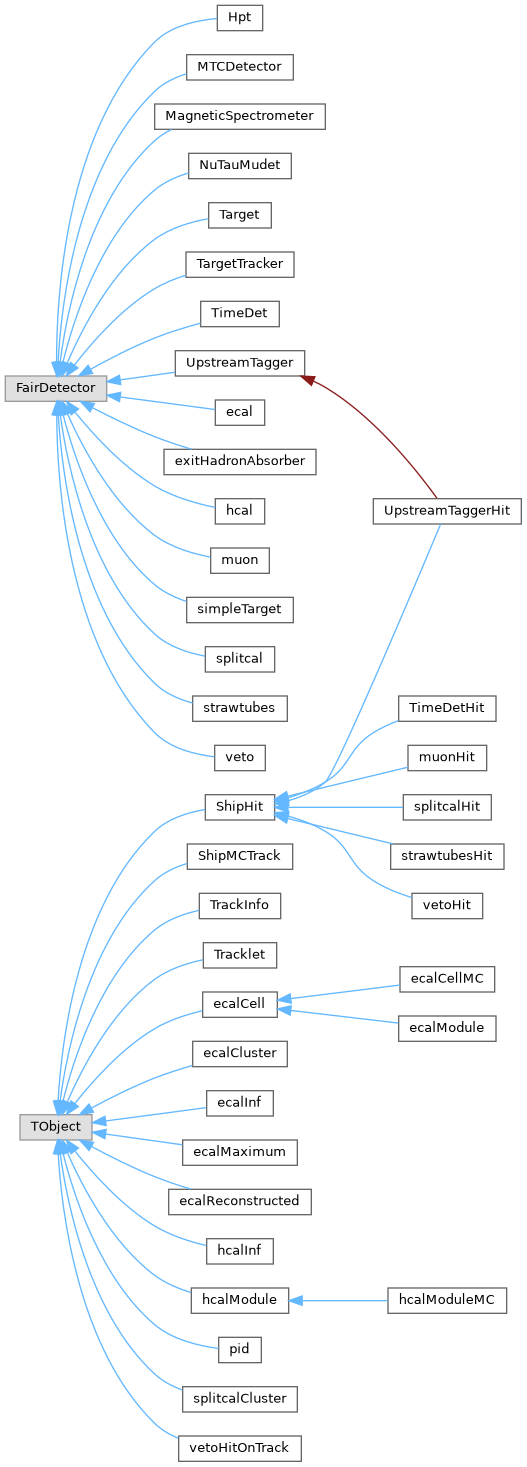 Hpt
MTCDetector
MagneticSpectrometer
NuTauMudet
Target
TargetTracker
TimeDet
UpstreamTagger
FairDetector
ecal
exitHadronAbsorber
hcal
UpstreamTaggerHit
muon
simpleTarget
splitcal
strawtubes
TimeDetHit
veto
muonHit
ShipHit
splitcalHit
ShipMCTrack
strawtubesHit
TrackInfo
vetoHit
Tracklet
ecalCellMC
ecalCell
ecalModule
ecalCluster
ecalInf
TObject
ecalMaximum
ecalReconstructed
hcalInf
hcalModule
hcalModuleMC
pid
splitcalCluster
vetoHitOnTrack